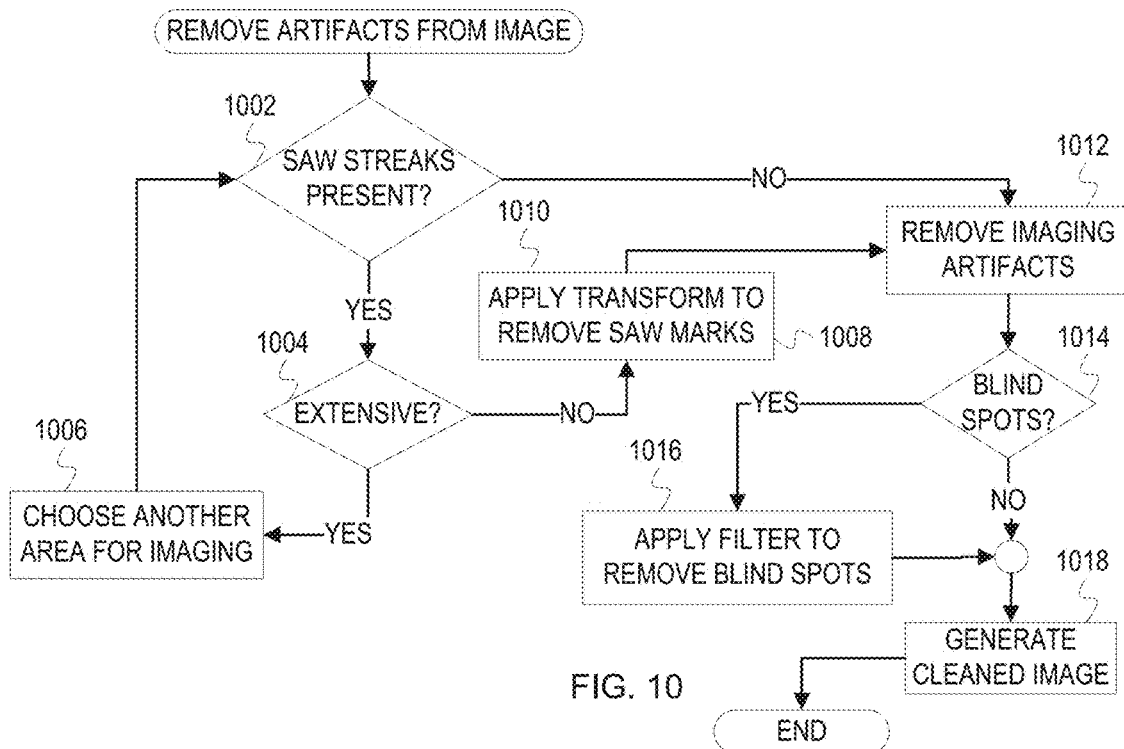 REMOVE ARTIFACTS FROM IMAGE
1002
SAW STREAKS
PRESENT?
NO
1012
REMOVE IMAGING
ARTIFACTS
YES
1010
APPLY TRANSFORM TO
REMOVE SAW MARKS
1008
1004
EXTENSIVE?
NO
1014
BLIND
SPOTS?
YES
1006
CHOOSE ANOTHER
AREA FOR IMAGING
YES
1016
APPLY FILTER TO
REMOVE BLIND SPOTS
NO
1018
GENERATE
CLEANED IMAGE
FIG. 10
END